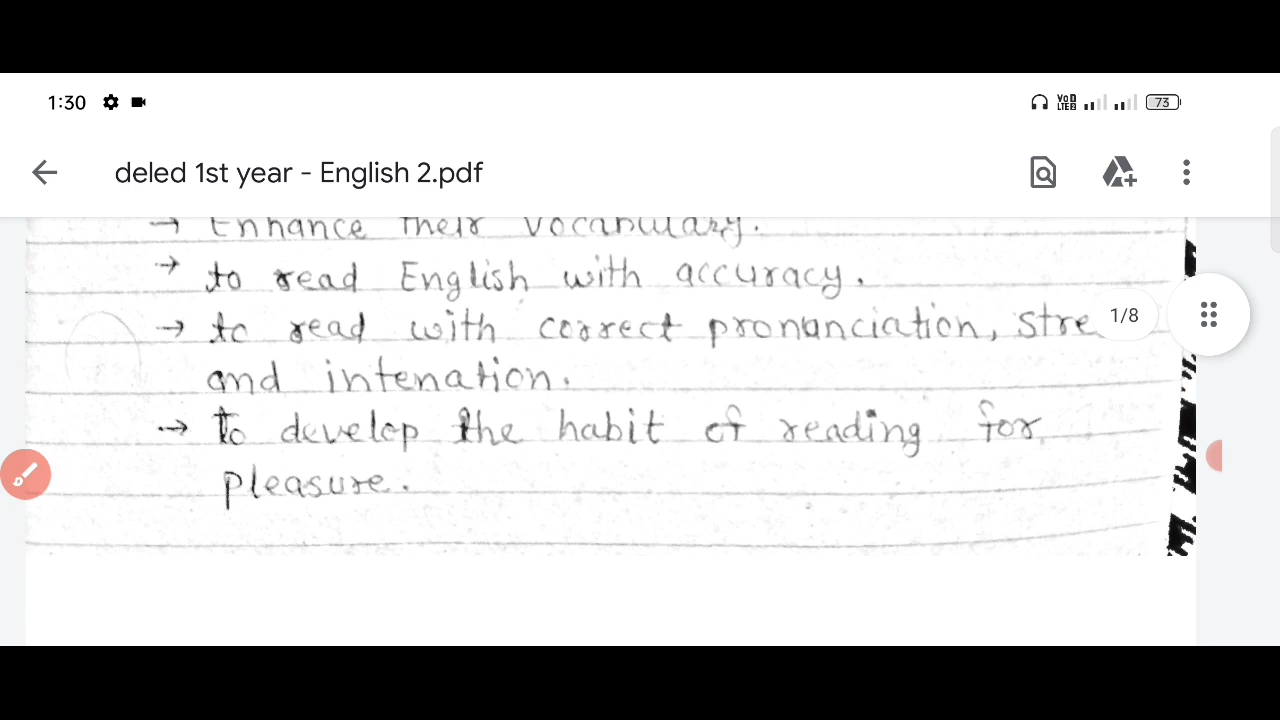 1:30 73
deled 1st year - English 2.pdf
→ Enhance their vocabulary.
→ to read English with accuracy.
→ to read with correct pronunciation, stre
1/8
and intenation.
→ To develop the habit of reading for
pleasure.